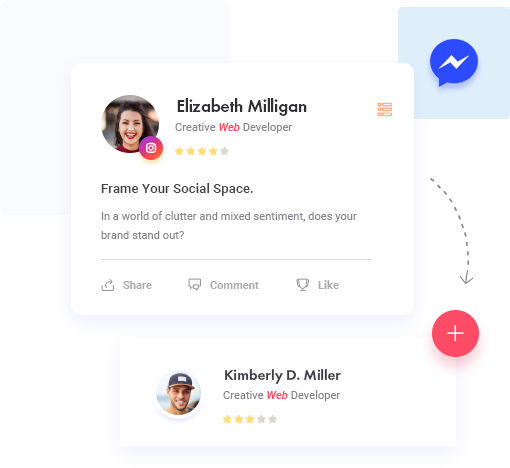 Elizabeth Milligan
Creative Web Developer
Frame Your Social Space.
In a world of clutter and mixed sentiment, does your
brand stand out?
Share Comment Like
Kimberly D. Miller
Creative Web Developer